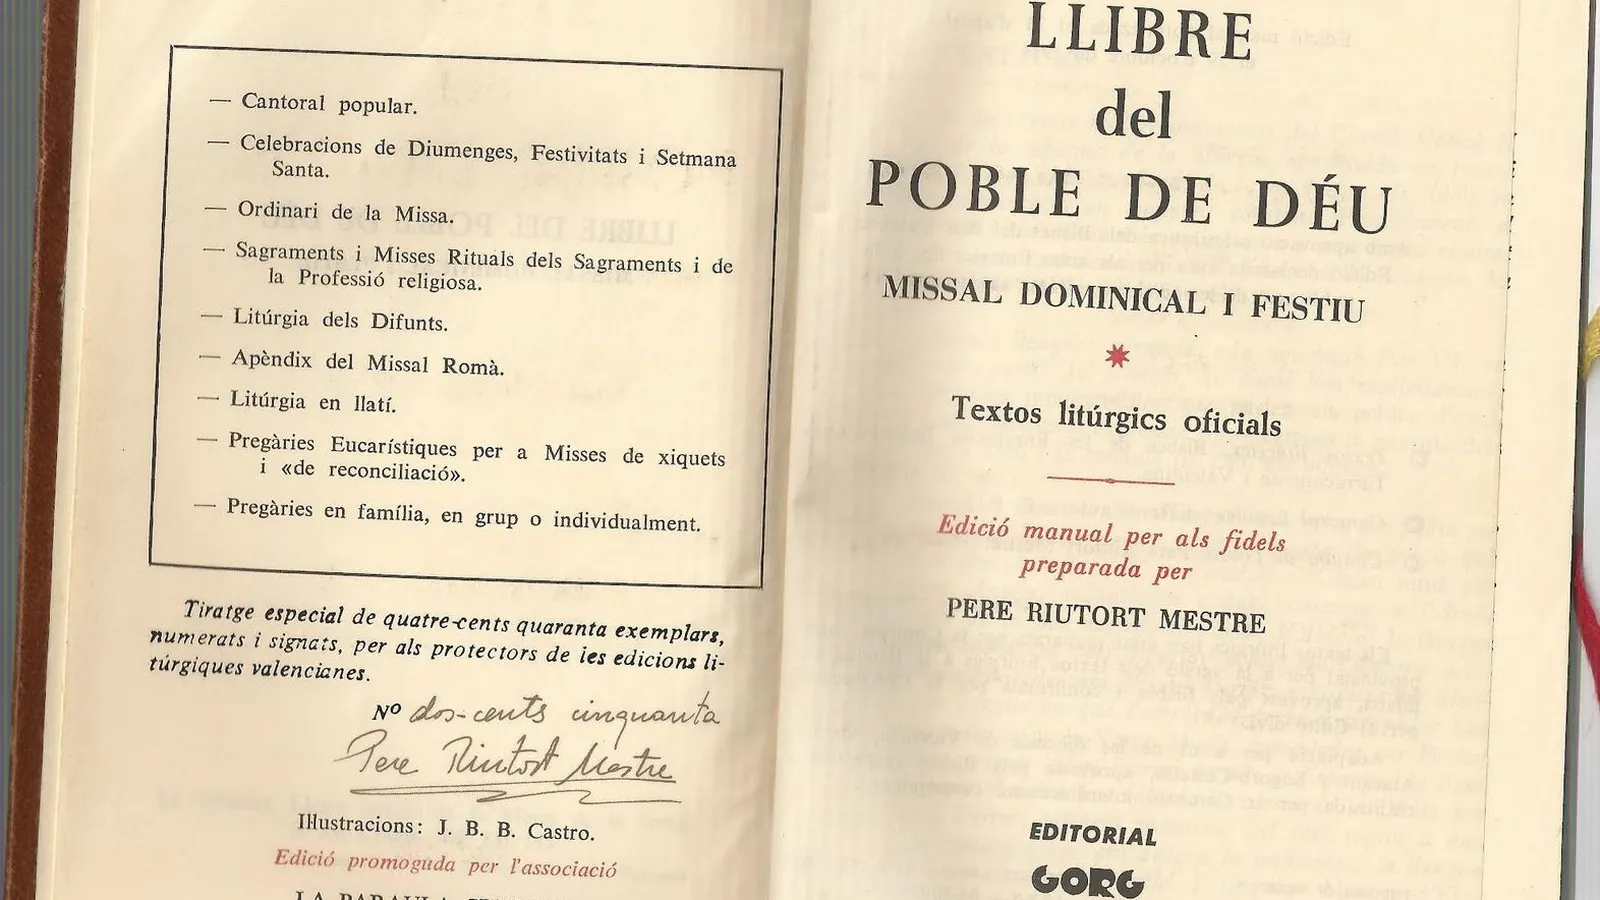 — Cantoral popular.
— Celebracions de Diumenges, Festivitats i Setmana
Santa.
— Ordinari de la Missa.
— Sagraments i Misses Rituals dels Sagraments i de
la Professió religiosa.
— Litúrgia dels Difunts.
— Apèndix del Missal Romà.
— Litúrgia en llatí.
— Pregàries Eucarístiques per a Misses de xiquets
i «de reconciliació».
— Pregàries en família, en grup o individualment.
Tiratge especial de quatre-cents quaranta exemplars,
numerats i signats, per als protectors de les edicions li-
túrgiques valencianes.
Nº dos-cents cinquanta
Pere Riutort Mestre
Il·lustracions: J. B. B. Castro.
Edició promoguda per l'associació
LA PARAULA
LLIBRE
del
POBLE DE DÉU
MISSAL DOMINICAL I FESTIU
Textos litúrgics oficials
Edició manual per als fidels
preparada per
PERE RIUTORT MESTRE
EDITORIAL
GORG